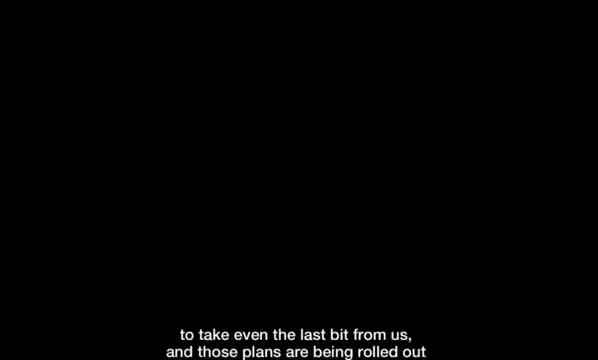 to take even the last bit from us,
and those plans are being rolled out